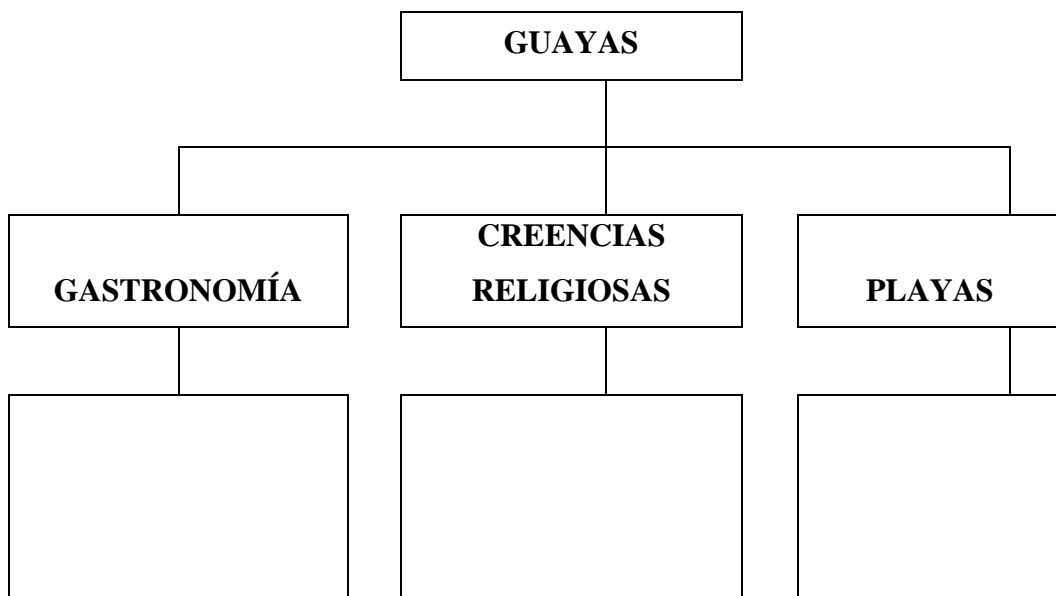 GUAYAS
GASTRONOMÍA
CREENCIAS
RELIGIOSAS
PLAYAS